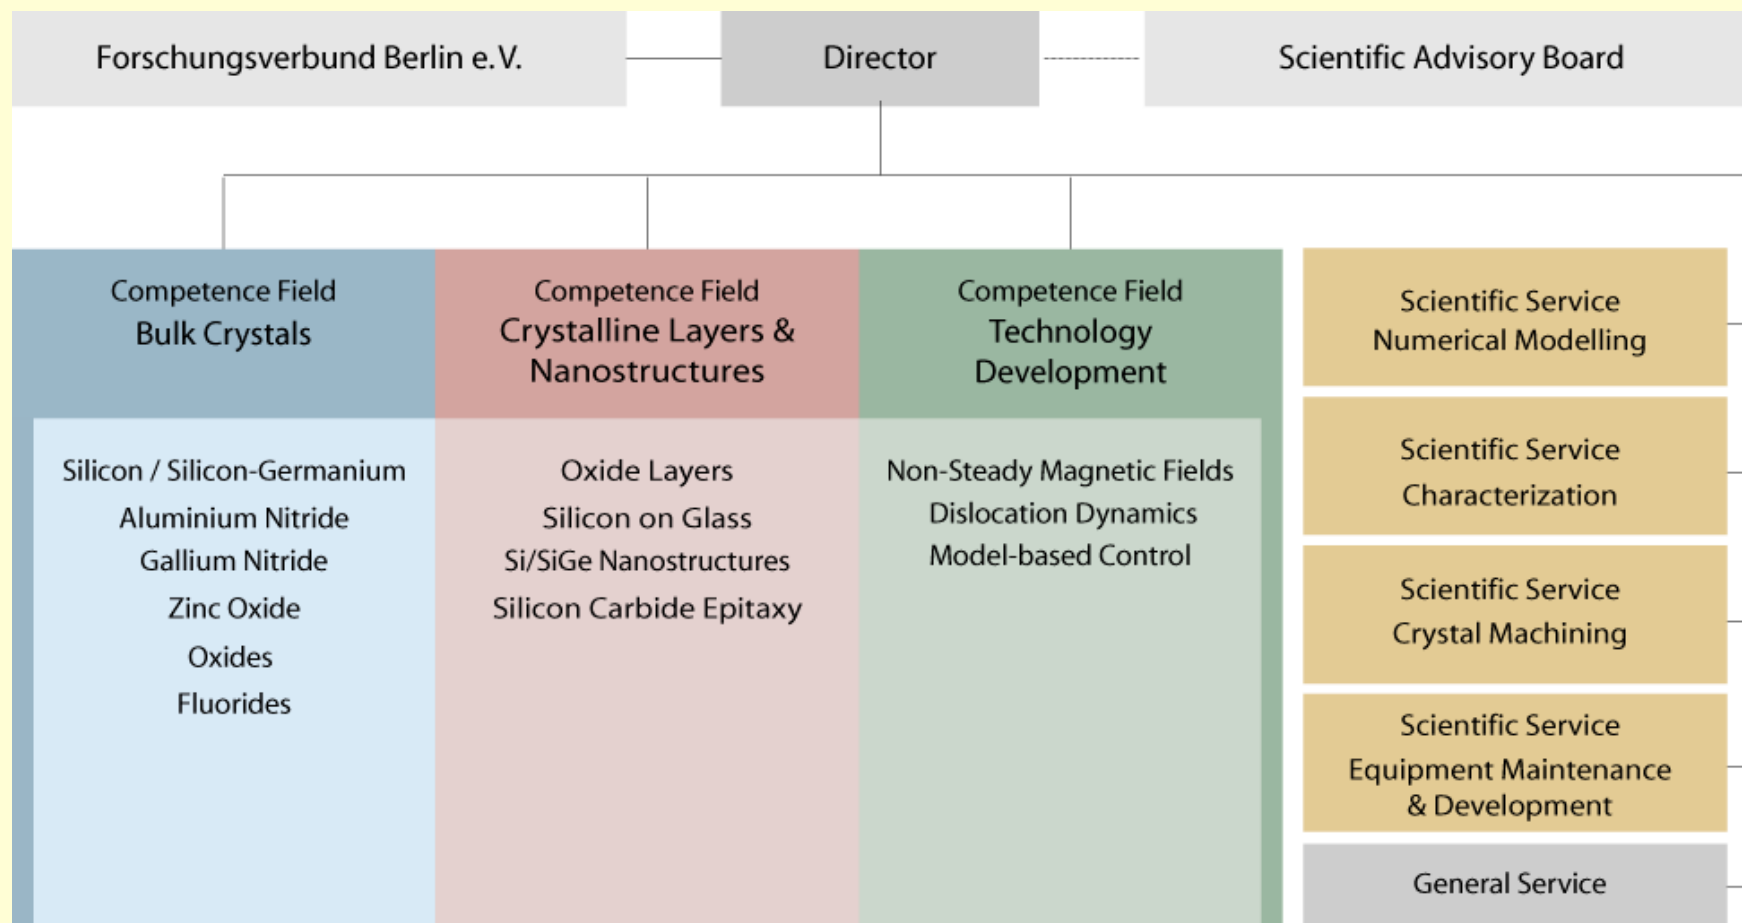 Forschungsverbund Berlin e.V.
Director
Scientific Advisory Board
Competence Field
Bulk Crystals
Silicon / Silicon-Germanium
Aluminium Nitride
Gallium Nitride
Zinc Oxide
Oxides
Fluorides
Competence Field
Crystalline Layers &
Nanostructures
Oxide Layers
Silicon on Glass
Si/SiGe Nanostructures
Silicon Carbide Epitaxy
Competence Field
Technology
Development
Non-Steady Magnetic Fields
Dislocation Dynamics
Model-based Control
Scientific Service
Numerical Modelling
Scientific Service
Characterization
Scientific Service
Crystal Machining
Scientific Service
Equipment Maintenance
& Development
General Service